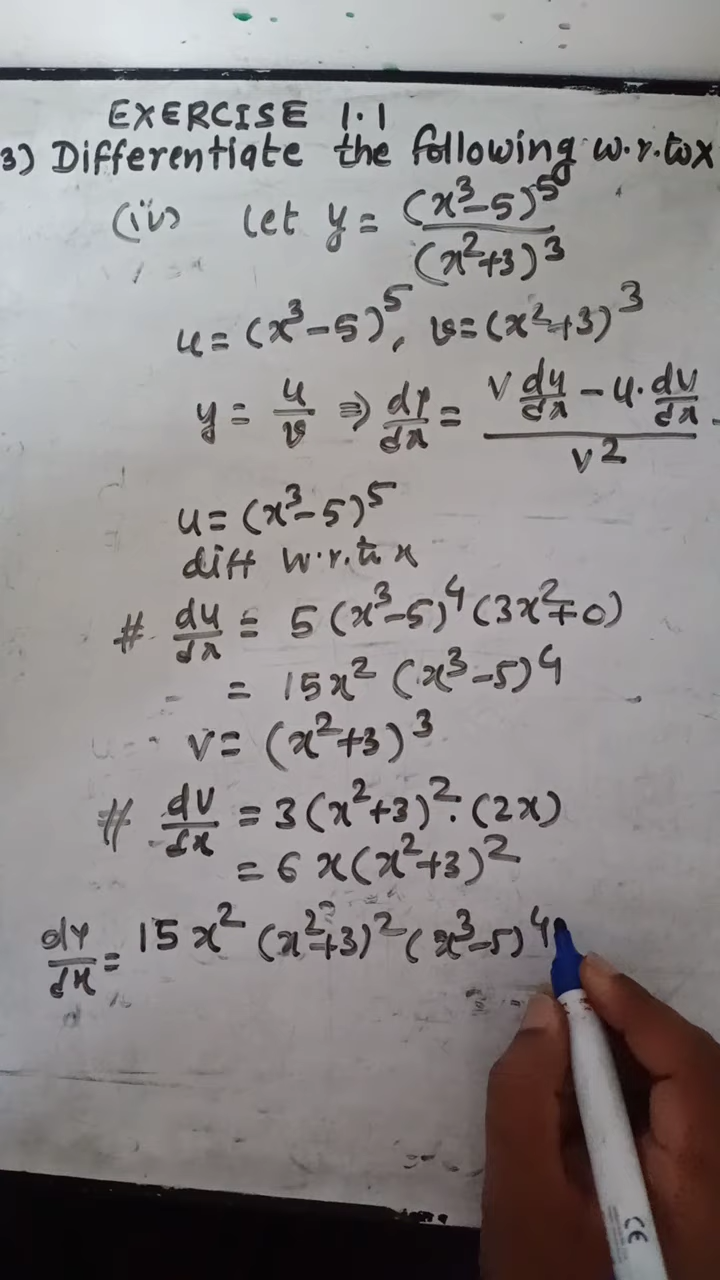 EXERCISE 1.1
3) Differentiate the following w.r.to x
(iv) Let y = (x³-5)⁵ / (x²+3)³
u = (x³-5)⁵, v = (x²+3)³
y = u/v ⇒ dy/dx = (v du/dx - u. dv/dx) / v²
u = (x³-5)⁵
diff w.r.to x
# du/dx = 5(x³-5)⁴ (3x²+0)
= 15x² (x³-5)⁴
v = (x²+3)³
# dv/dx = 3(x²+3)². (2x)
= 6x(x²+3)²
dy/dx = 15x² (x²+3)² (x³-5)⁴
CE